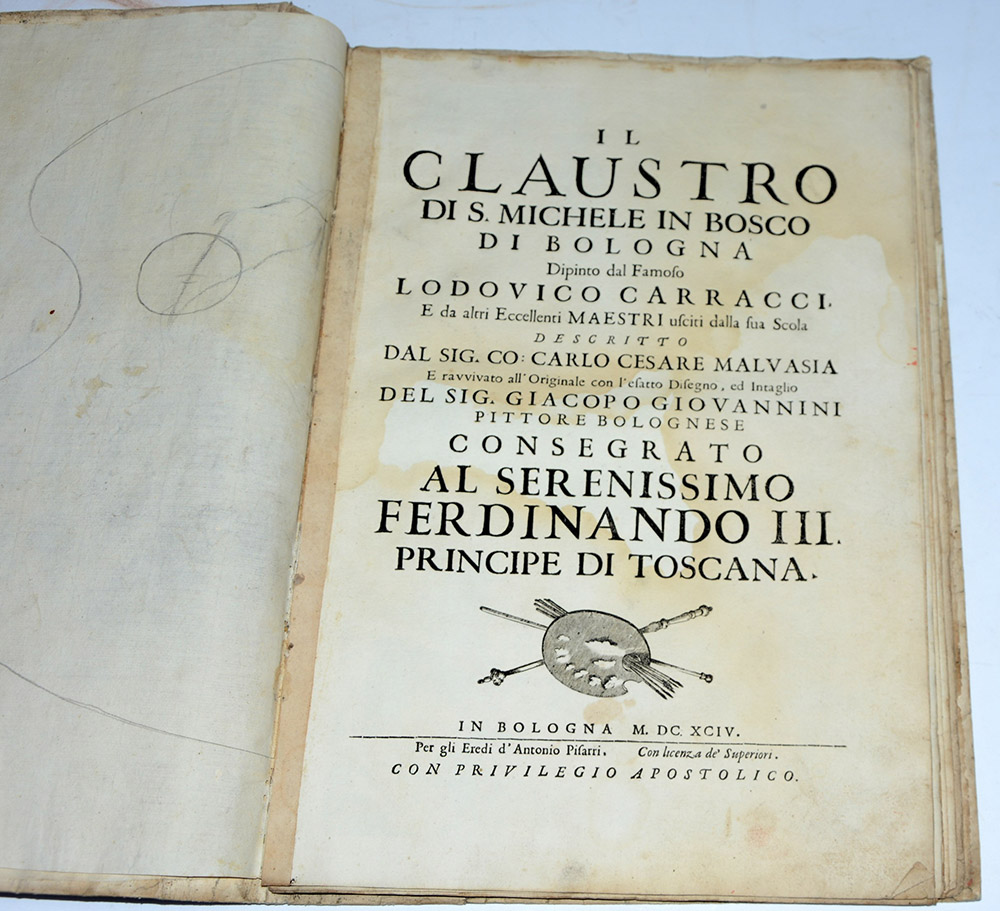 IL
CLAUSTRO
DI S. MICHELE IN BOSCO
DI BOLOGNA
Dipinto dal Famoſo
LODOVICO CARRACCI.
E da altri Eccellenti MAESTRI uſciti dalla ſua Scola
DESCRITTO
DAL SIG. CO: CARLO CESARE MALVASIA
E ravvivato all'Originale con l'eſatto Diſegno, ed Intaglio
DEL SIG. GIACOPO GIOVANNINI
PITTORE BOLOGNESE
CONSEGRATO
AL SERENISSIMO
FERDINANDO III.
PRINCIPE DI TOSCANA.
IN BOLOGNA M. DC. XCIV.
Per gli Eredi d'Antonio Piſarri. Con licenza de' Superiori.
CON PRIVILEGIO APOSTOLICO.